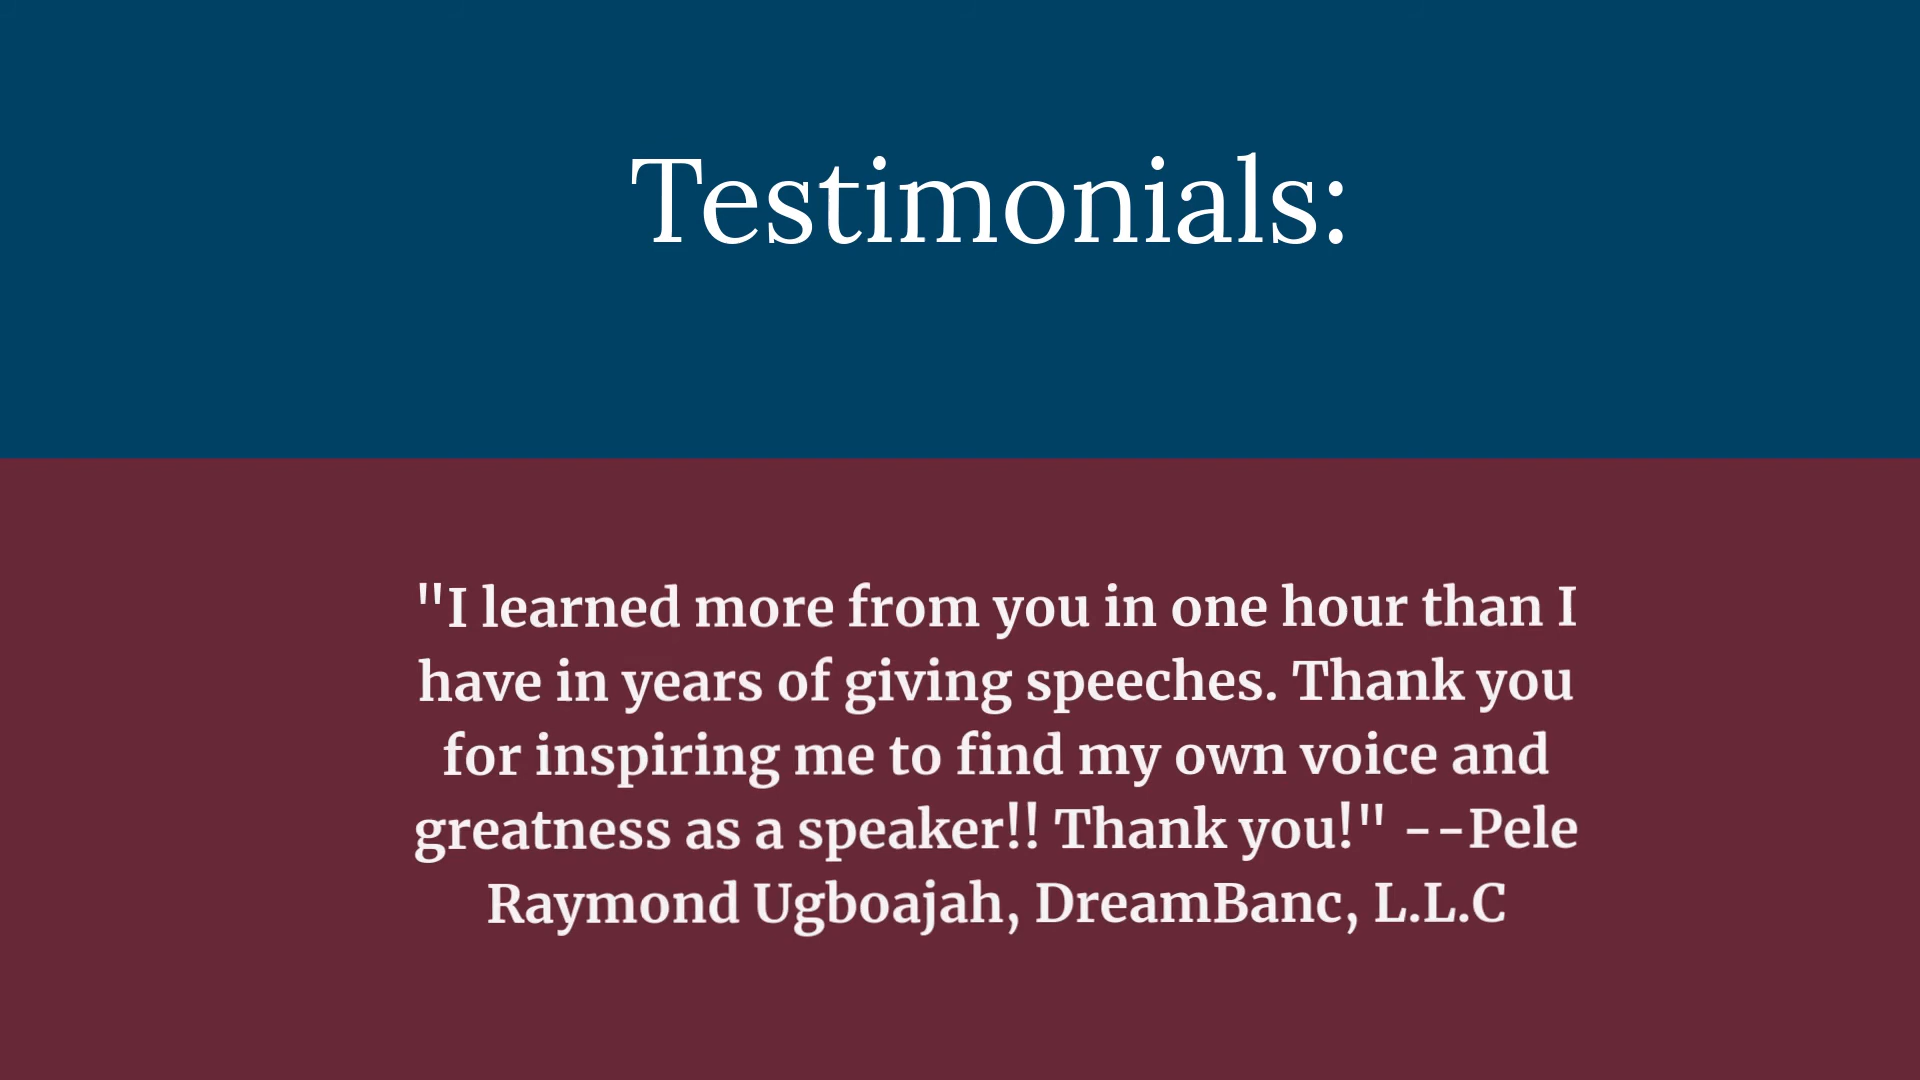 Testimonials:
"I learned more from you in one hour than I
have in years of giving speeches. Thank you
for inspiring me to find my own voice and
greatness as a speaker!! Thank you!" --Pele
Raymond Ugboajah, DreamBanc, L.L.C